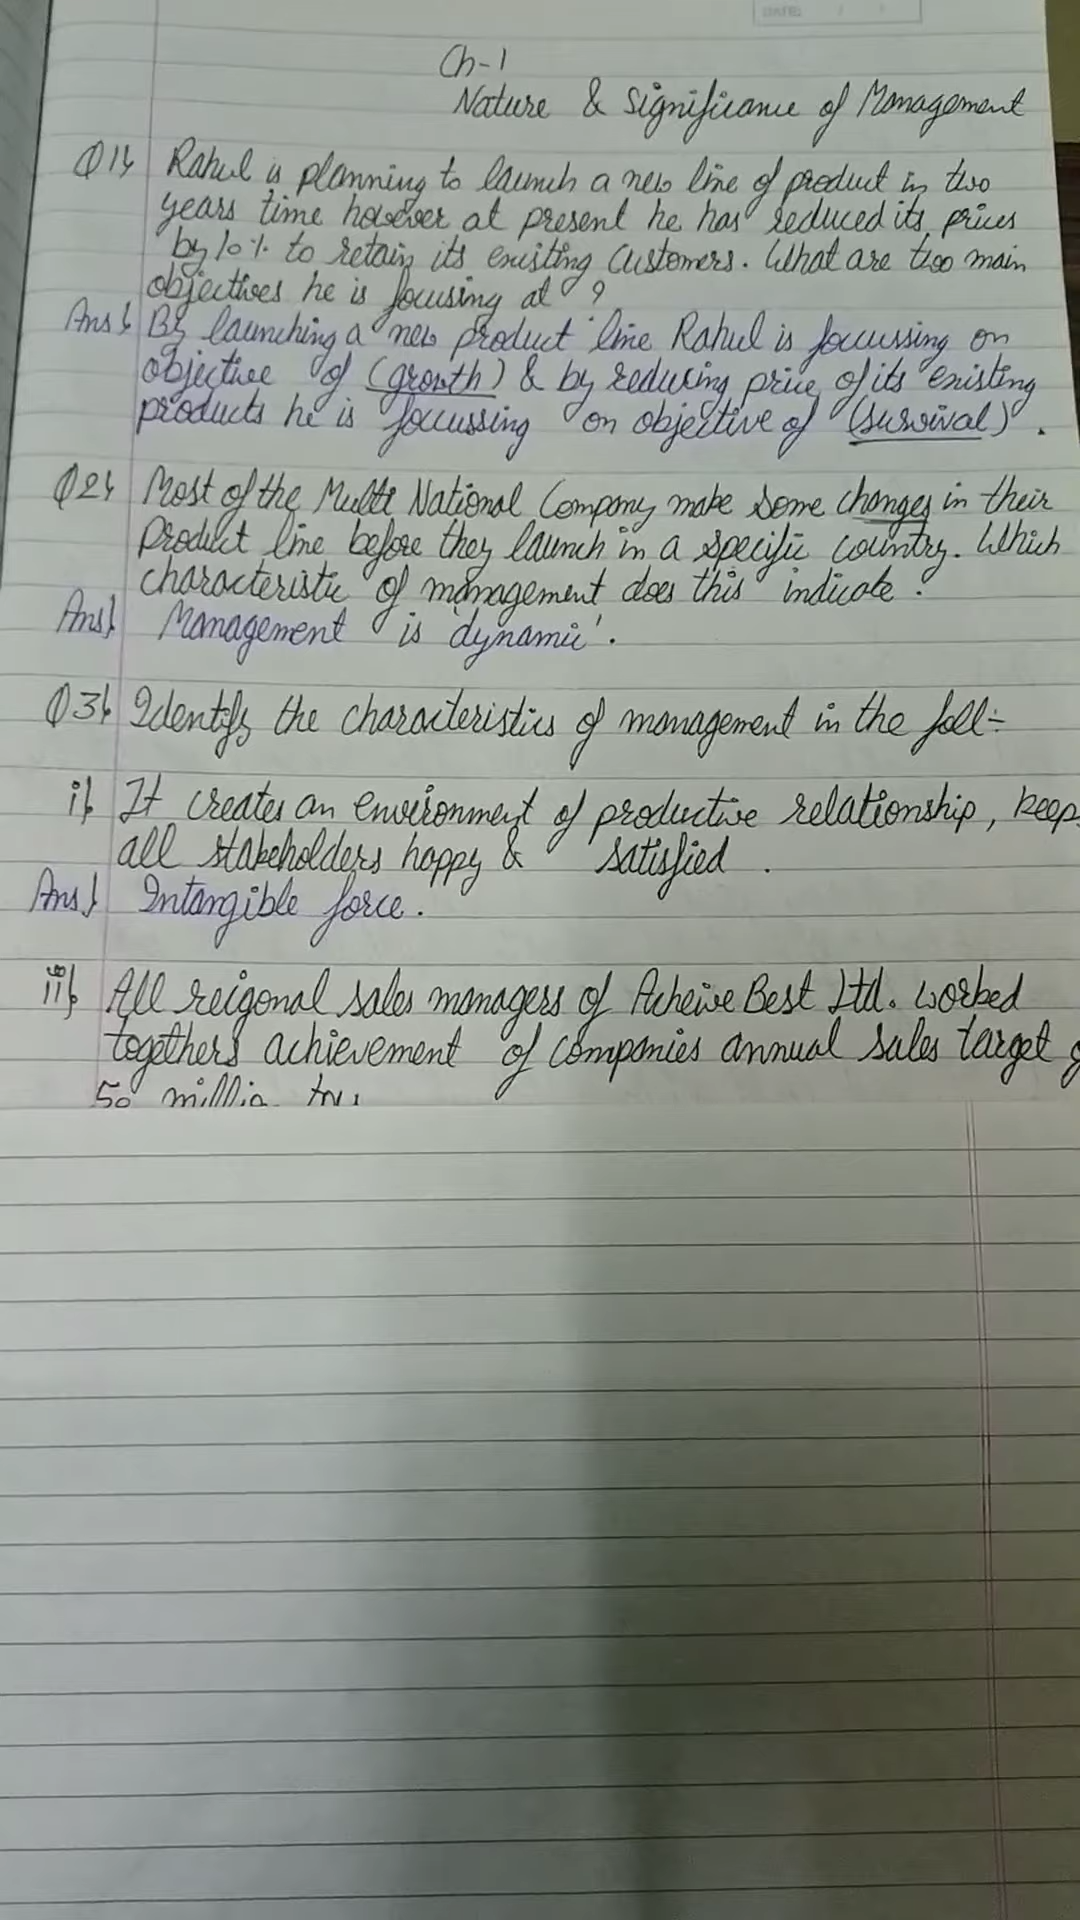 DATE: / /
Ch-1
Nature & Significance of Management
Q1} Rahul is planning to launch a new line of product in two
years time however at present he has reduced its prices
by 10% to retain its existing Customers. What are two main
objectives he is focusing at ?
Ans} By launching a new product line Rahul is focussing on
objective of (growth) & by reducing price of its existing
products he is focussing on objective of (survival).
Q2} Most of the Multi National Company make some changes in their
Product line before they launch in a specific country. Which
characteristic of management does this indicate.
Ans} Management is 'dynamic'.
Q3} Identify the characteristics of management in the foll:-
i} It creates an environment of productive relationship, keep
all stakeholders happy & satisfied.
Ans} Intangible force.
ii} All reigonal sales managers of Acheive Best Ltd. worked
togethers achievement of companies annual sales target
50